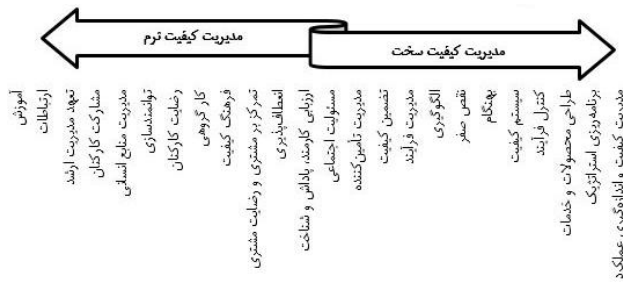 مدیریت کیفیت نرم
مدیریت کیفیت سخت
مدیریت کیفیت و اندازه‌گیری عملکرد
برنامه‌ریزی استراتژیک
طراحی محصولات و خدمات
کنترل فرآیند
سیستم کیفیت
بهنگام
نقص صفر
الگوگیری
مدیریت فرآیند
تضمین کیفیت
مدیریت تأمین‌کننده
مسئولیت اجتماعی
ارزیابی کارمند، پاداش و شناخت
انعطاف‌پذیری
تمرکز بر مشتری و رضایت مشتری
فرهنگ کیفیت
کار گروهی
رضایت کارکنان
توانمندسازی
مدیریت منابع انسانی
مشارکت کارکنان
تعهد مدیریت ارشد
ارتباطات
آموزش